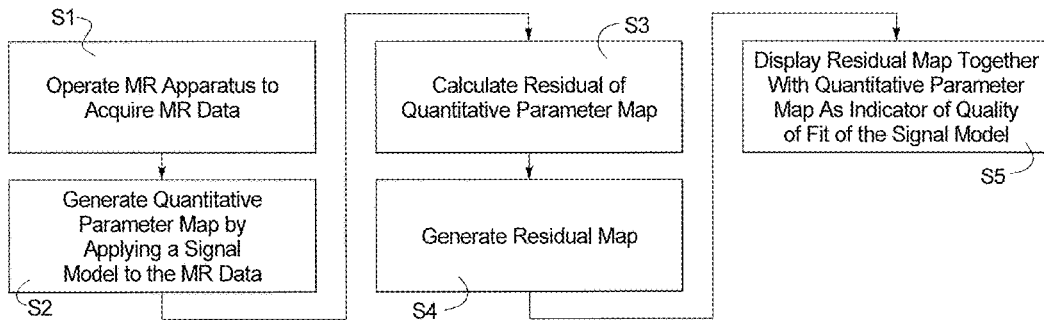 S1
Operate MR Apparatus to
Acquire MR Data
Generate Quantitative
Parameter Map by
Applying a Signal
Model to the MR Data
S2
S3
Calculate Residual of
Quantitative Parameter Map
Generate Residual Map
S4
Display Residual Map Together
With Quantitative Parameter
Map As Indicator of Quality
of Fit of the Signal Model
S5